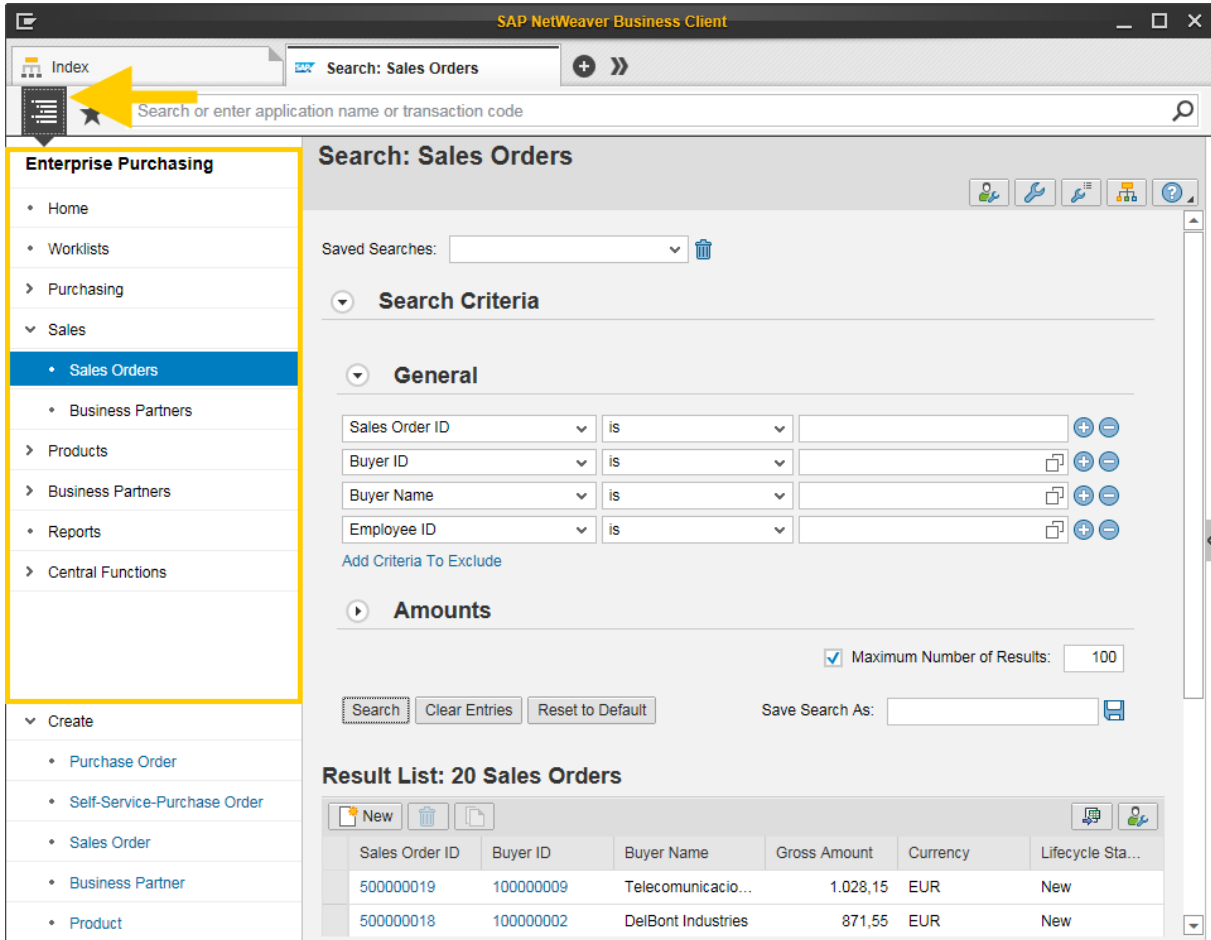 SAP NetWeaver Business Client
Index
SAP Search: Sales Orders
Search or enter application name or transaction code
Enterprise Purchasing
Home
Worklists
Purchasing
Sales
Sales Orders
Business Partners
Products
Business Partners
Reports
Central Functions
Create
Purchase Order
Self-Service-Purchase Order
Sales Order
Business Partner
Product
Search: Sales Orders
Saved Searches:
Search Criteria
General
Sales Order ID is
Buyer ID is
Buyer Name is
Employee ID is
Add Criteria To Exclude
Amounts
Maximum Number of Results: 100
Search Clear Entries Reset to Default Save Search As:
Result List: 20 Sales Orders
New
Sales Order ID Buyer ID Buyer Name Gross Amount Currency Lifecycle Sta...
500000019 100000009 Telecomunicacio... 1.028,15 EUR New
500000018 100000002 DelBont Industries 871,55 EUR New